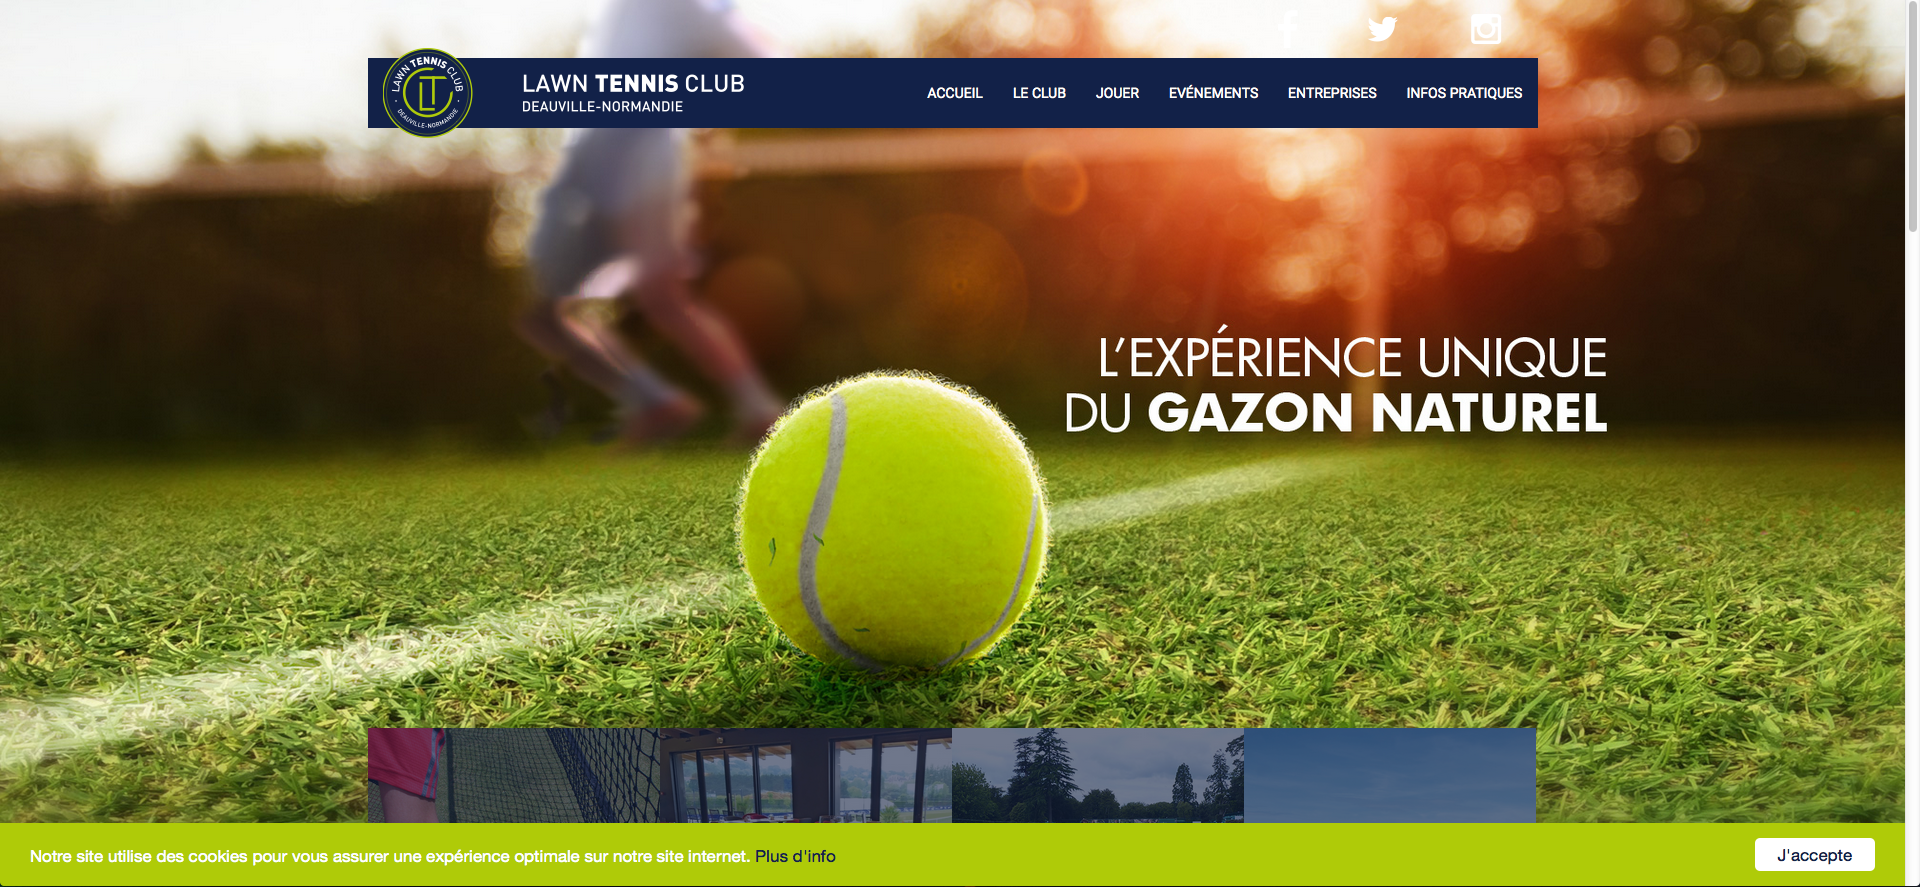 LAWN TENNIS CLUB
DEAUVILLE-NORMANDIE
LAWN TENNIS CLUB
DEAUVILLE-NORMANDIE
ACCUEIL
LE CLUB
JOUER
EVÉNEMENTS
ENTREPRISES
INFOS PRATIQUES
L'EXPÉRIENCE UNIQUE
DU GAZON NATUREL
Notre site utilise des cookies pour vous assurer une expérience optimale sur notre site internet. Plus d'info
J'accepte